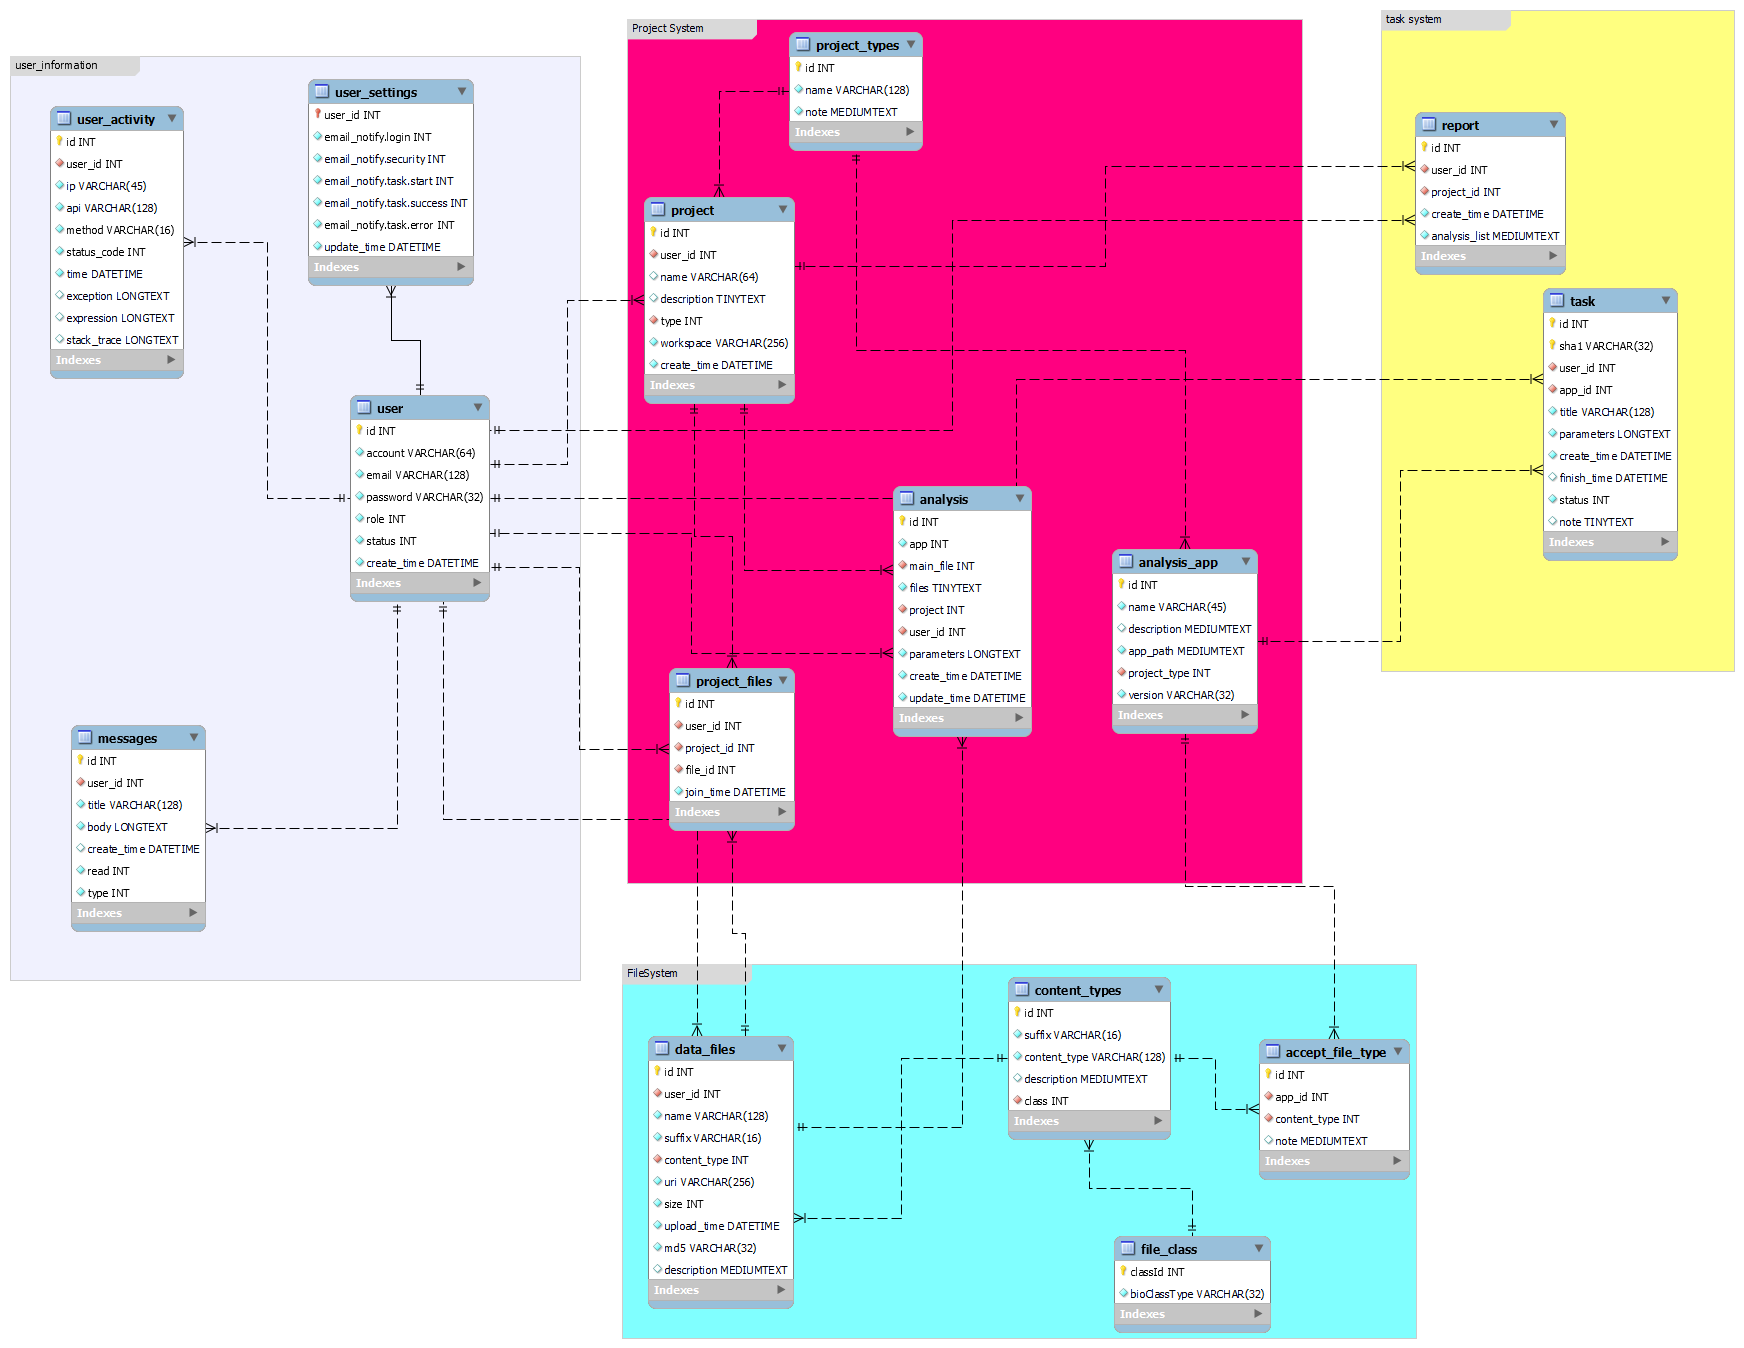 user_information
user_activity
id INT
user_id INT
ip VARCHAR(45)
api VARCHAR(128)
method VARCHAR(16)
status_code INT
time DATETIME
exception LONGTEXT
expression LONGTEXT
stack_trace LONGTEXT
Indexes
user_settings
user_id INT
email_notify.login INT
email_notify.security INT
email_notify.task.start INT
email_notify.task.success INT
email_notify.task.error INT
update_time DATETIME
Indexes
user
id INT
account VARCHAR(64)
email VARCHAR(128)
password VARCHAR(32)
role INT
status INT
create_time DATETIME
Indexes
messages
id INT
user_id INT
title VARCHAR(128)
body LONGTEXT
create_time DATETIME
read INT
type INT
Indexes
Project System
project_types
id INT
name VARCHAR(128)
note MEDIUMTEXT
Indexes
project
id INT
user_id INT
name VARCHAR(64)
description TINYTEXT
type INT
workspace VARCHAR(256)
create_time DATETIME
Indexes
analysis
id INT
app INT
main_file INT
files TINYTEXT
project INT
user_id INT
parameters LONGTEXT
create_time DATETIME
update_time DATETIME
Indexes
analysis_app
id INT
name VARCHAR(45)
description MEDIUMTEXT
app_path MEDIUMTEXT
project_type INT
version VARCHAR(32)
Indexes
project_files
id INT
user_id INT
project_id INT
file_id INT
join_time DATETIME
Indexes
task system
report
id INT
user_id INT
project_id INT
create_time DATETIME
analysis_list MEDIUMTEXT
Indexes
task
id INT
sha1 VARCHAR(32)
user_id INT
app_id INT
title VARCHAR(128)
parameters LONGTEXT
create_time DATETIME
finish_time DATETIME
status INT
note TINYTEXT
Indexes
FileSystem
data_files
id INT
user_id INT
name VARCHAR(128)
suffix VARCHAR(16)
content_type INT
uri VARCHAR(256)
size INT
upload_time DATETIME
md5 VARCHAR(32)
description MEDIUMTEXT
Indexes
content_types
id INT
suffix VARCHAR(16)
content_type VARCHAR(128)
description MEDIUMTEXT
class INT
Indexes
accept_file_type
id INT
app_id INT
content_type INT
note MEDIUMTEXT
Indexes
file_class
classId INT
bioClassType VARCHAR(32)
Indexes